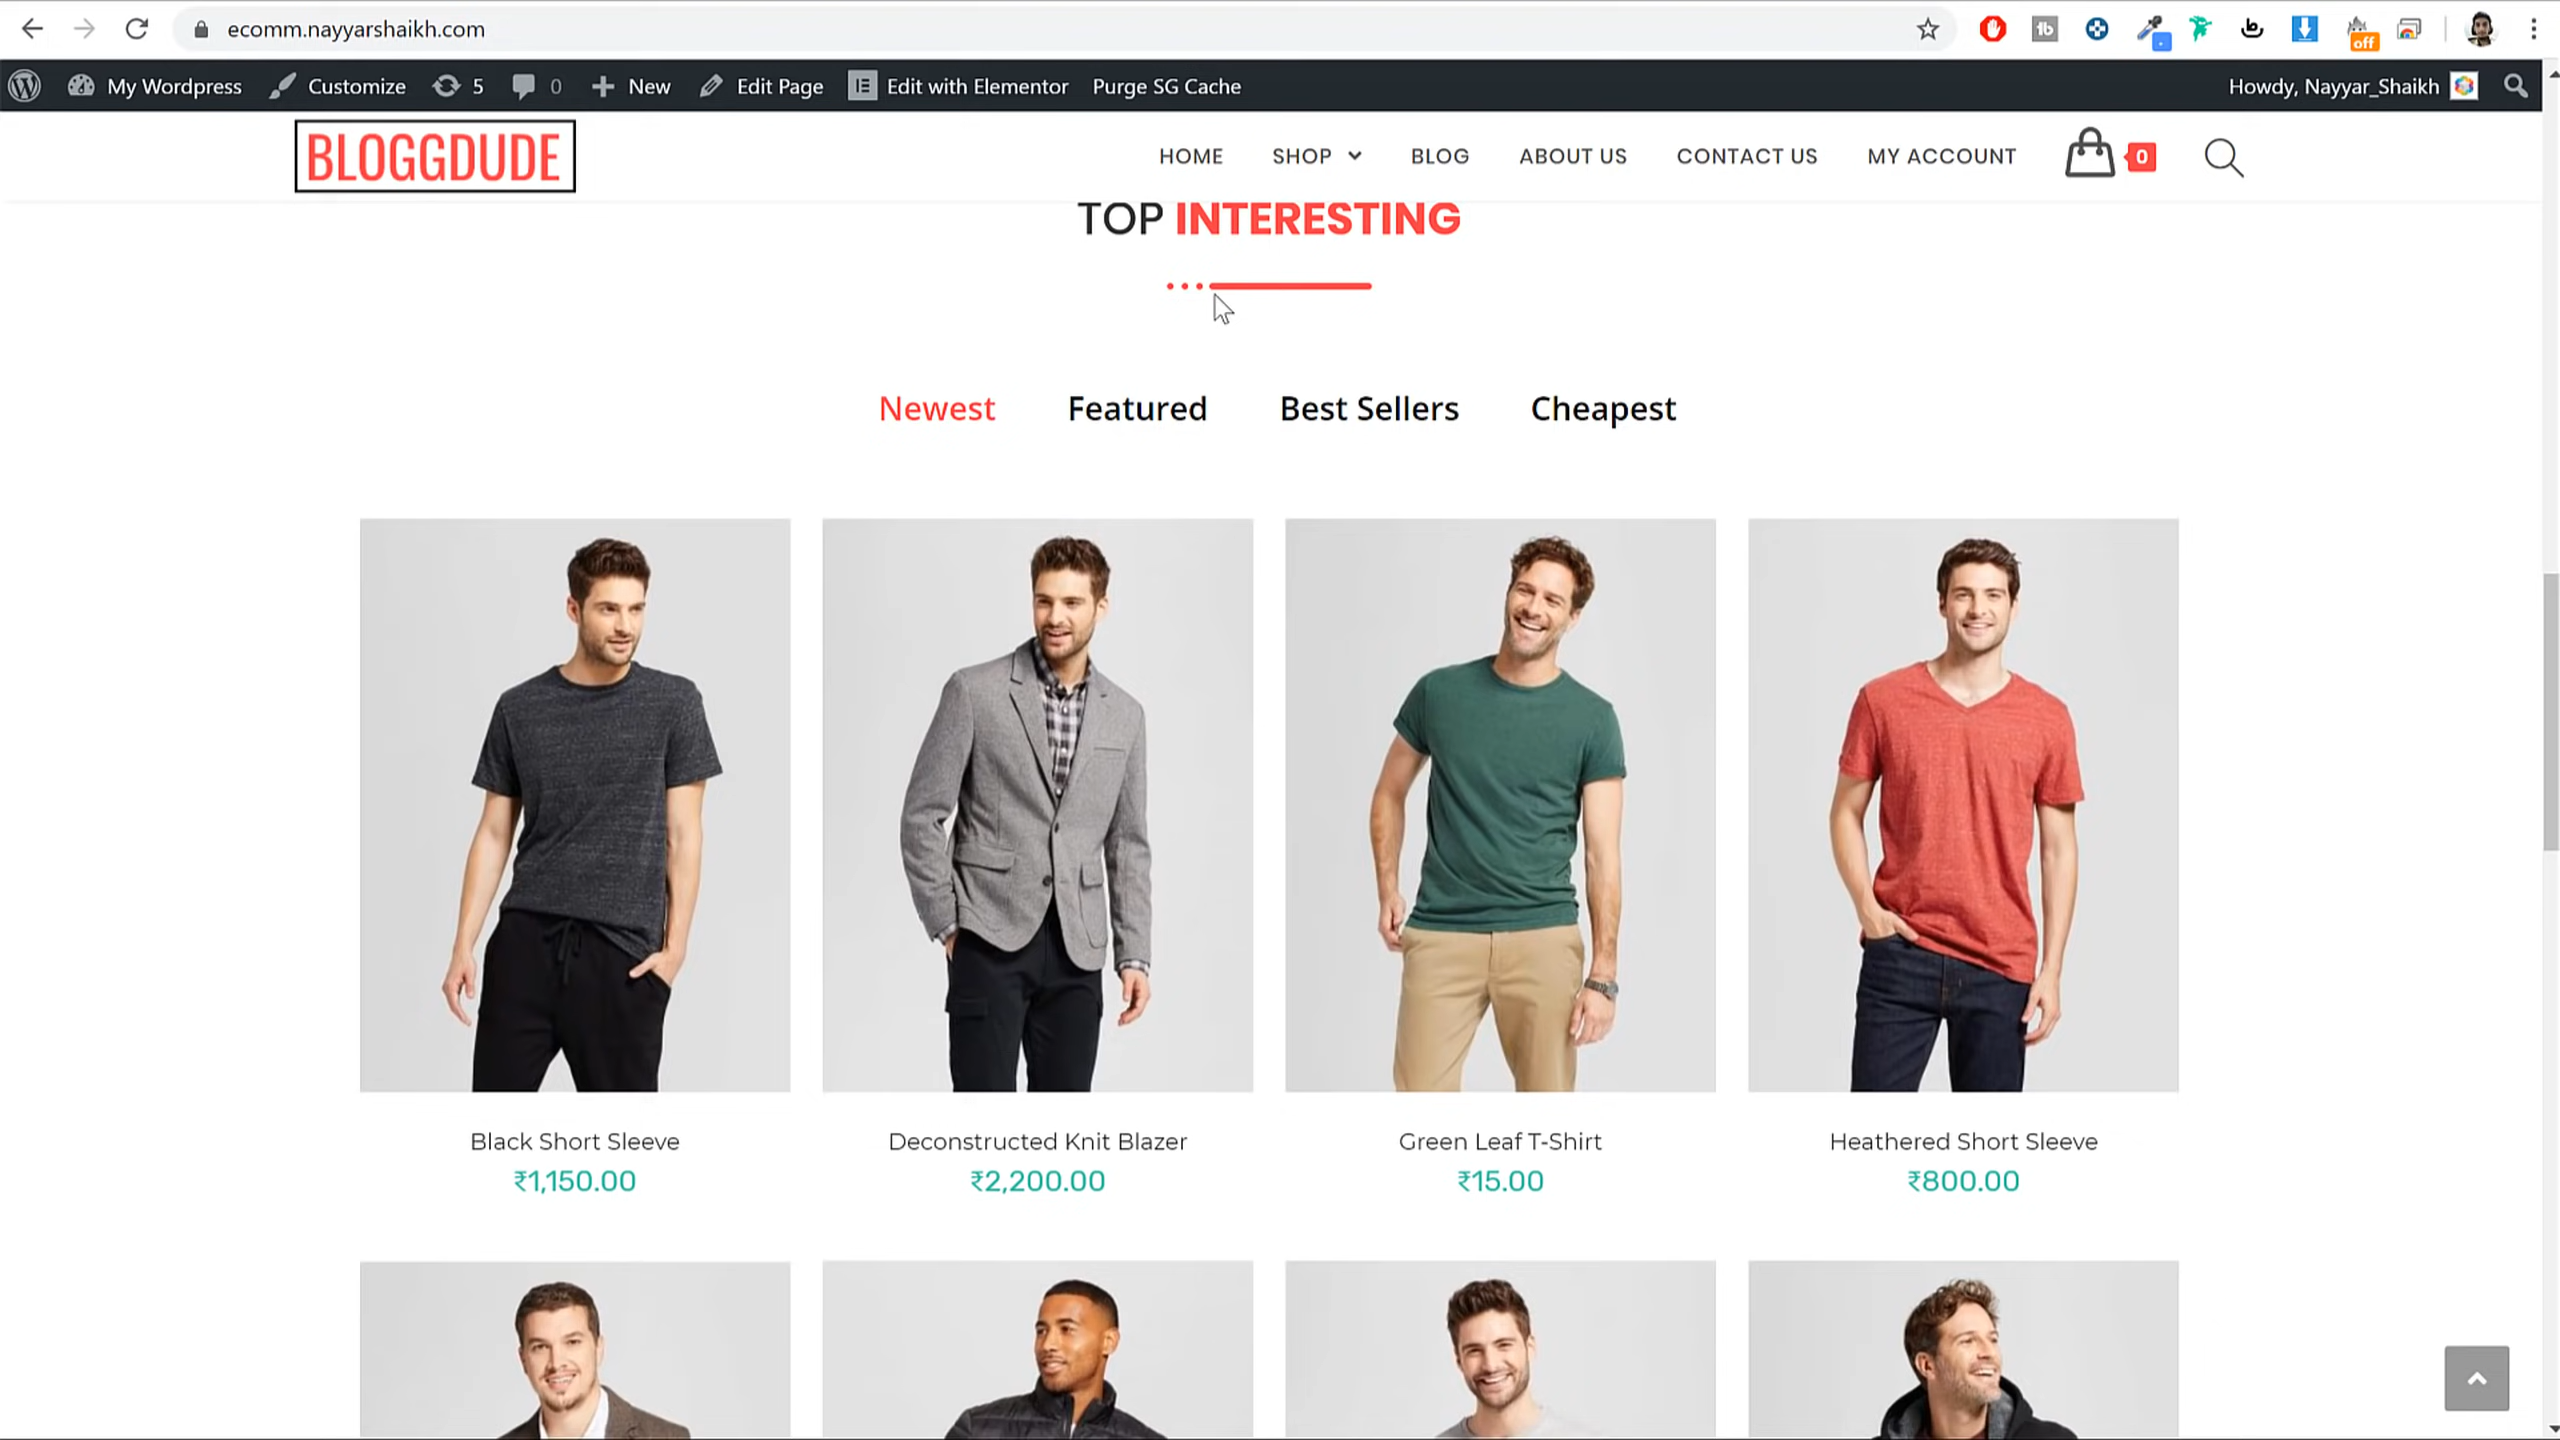 ecomm.nayyarshaikh.com
off
My Wordpress Customize 5 0 New Edit Page Edit with Elementor Purge SG Cache Howdy, Nayyar_Shaikh
BLOGGDUDE HOME SHOP BLOG ABOUT US CONTACT US MY ACCOUNT 0
TOP INTERESTING
Newest Featured Best Sellers Cheapest
Black Short Sleeve Deconstructed Knit Blazer Green Leaf T-Shirt Heathered Short Sleeve
₹1,150.00 ₹2,200.00 ₹15.00 ₹800.00